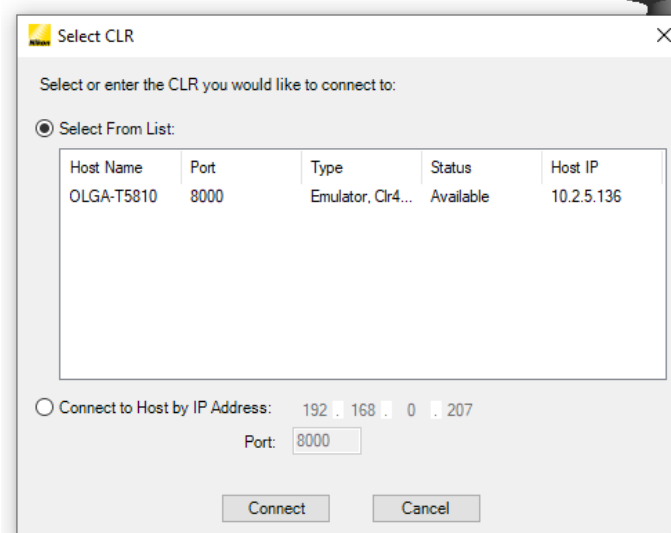 Nikon Select CLR
Select or enter the CLR you would like to connect to:
Select From List:
Host Name Port Type Status Host IP
OLGA-T5810 8000 Emulator, Clr4... Available 10.2.5.136
Connect to Host by IP Address: 192 . 168 . 0 . 207
Port: 8000
Connect Cancel